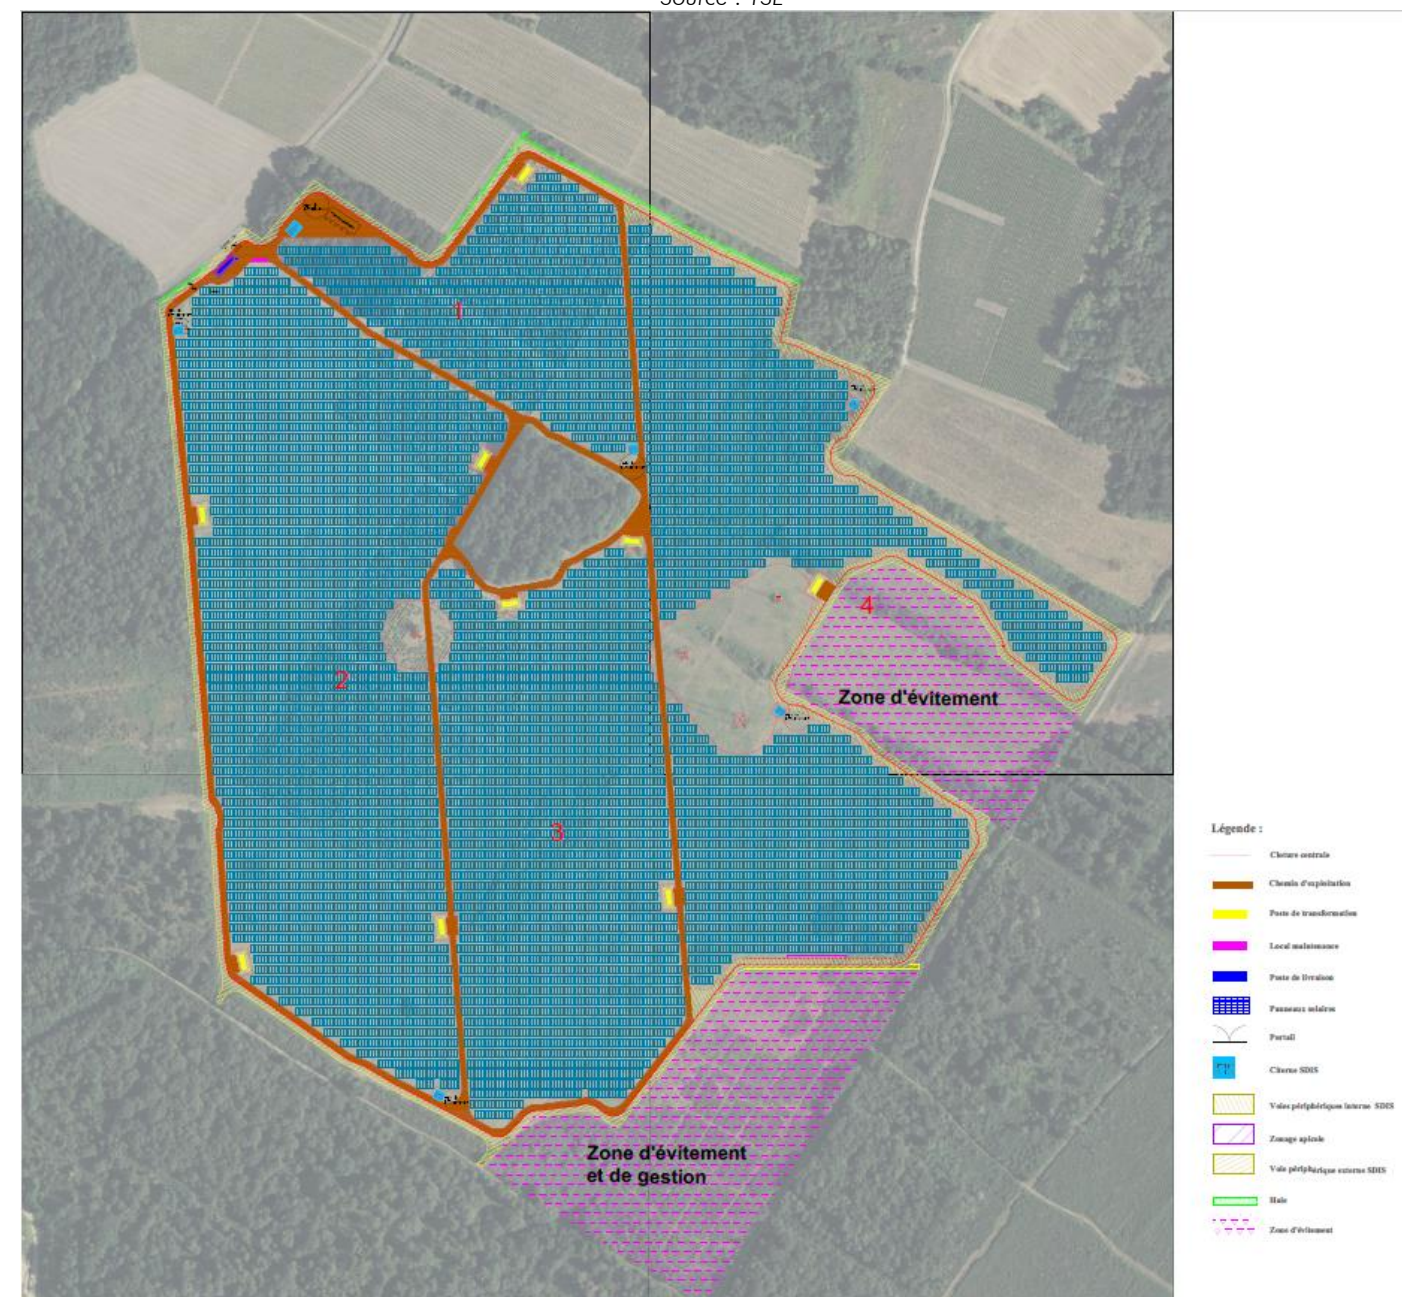 Source : TSE
1
2
3
4
Zone d'évitement
Zone d'évitement
et de gestion
Légende :
Cloture centrale
Chemin d'exploitation
Poste de transformation
Local maintenance
Poste de livraison
Panneaux solaires
Portail
Citerne SDIS
Voies périphériques interne SDIS
Zonage apicole
Voie périphérique externe SDIS
Haie
Zone d'évitement